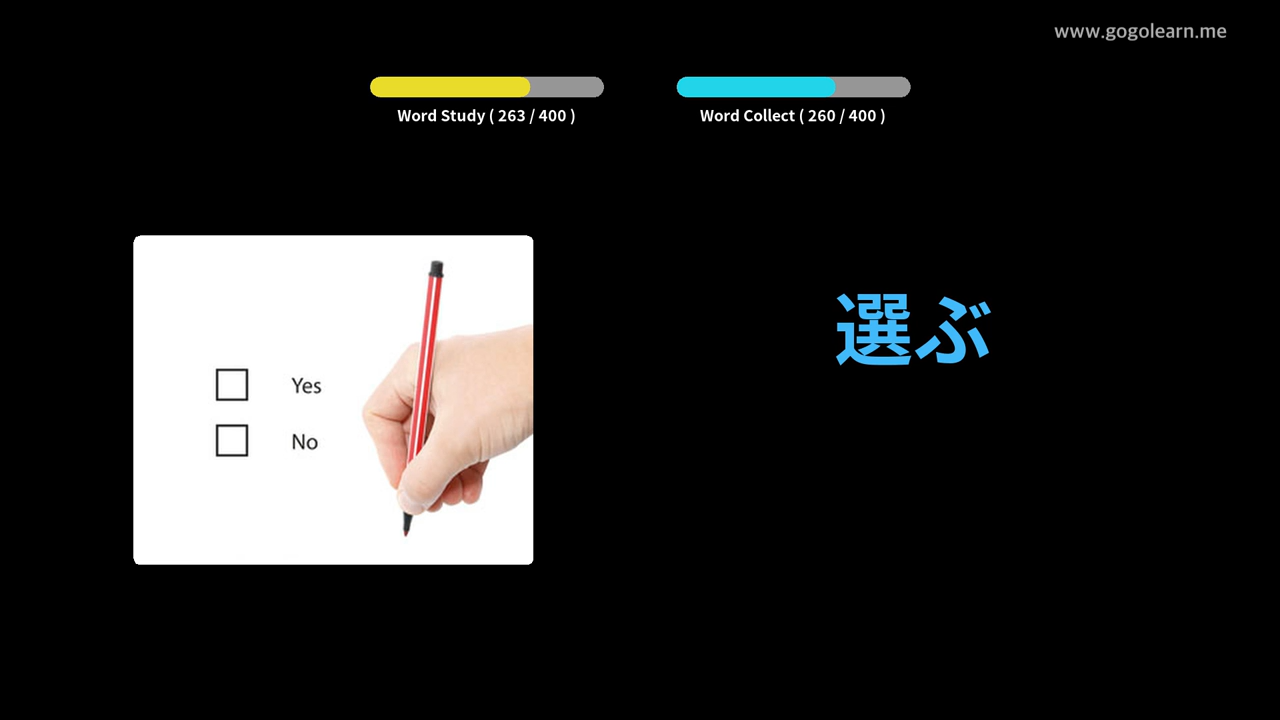 www.gogolearn.me
Word Study ( 263 / 400 )
Word Collect ( 260 / 400 )
Yes
No
選ぶ